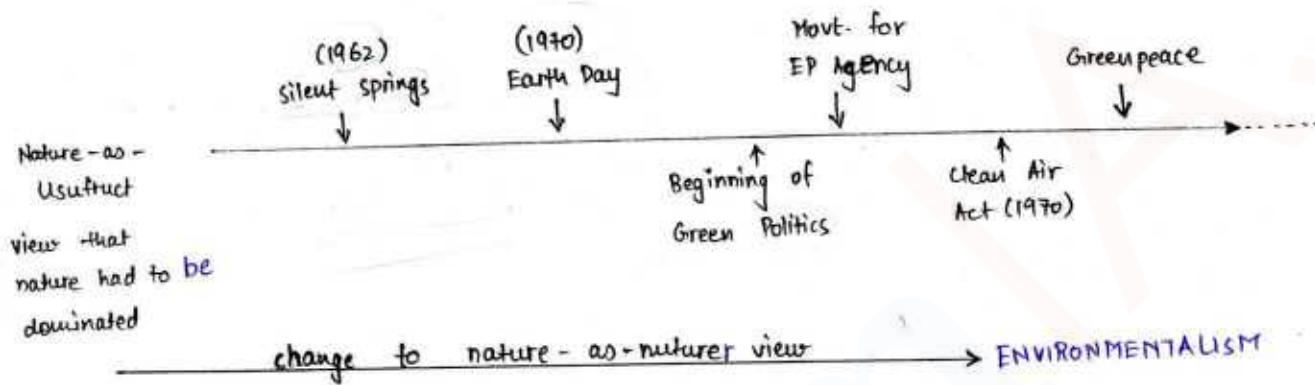 (1962)
Silent Springs
(1970)
Earth Day
Movt. for
EP Agency
Greenpeace
Nature-as-
Usufruct
Beginning of
Green Politics
Clean Air
Act (1970)
view that
nature had to be
dominated
change to nature-as-nuturer view
ENVIRONMENTALISM